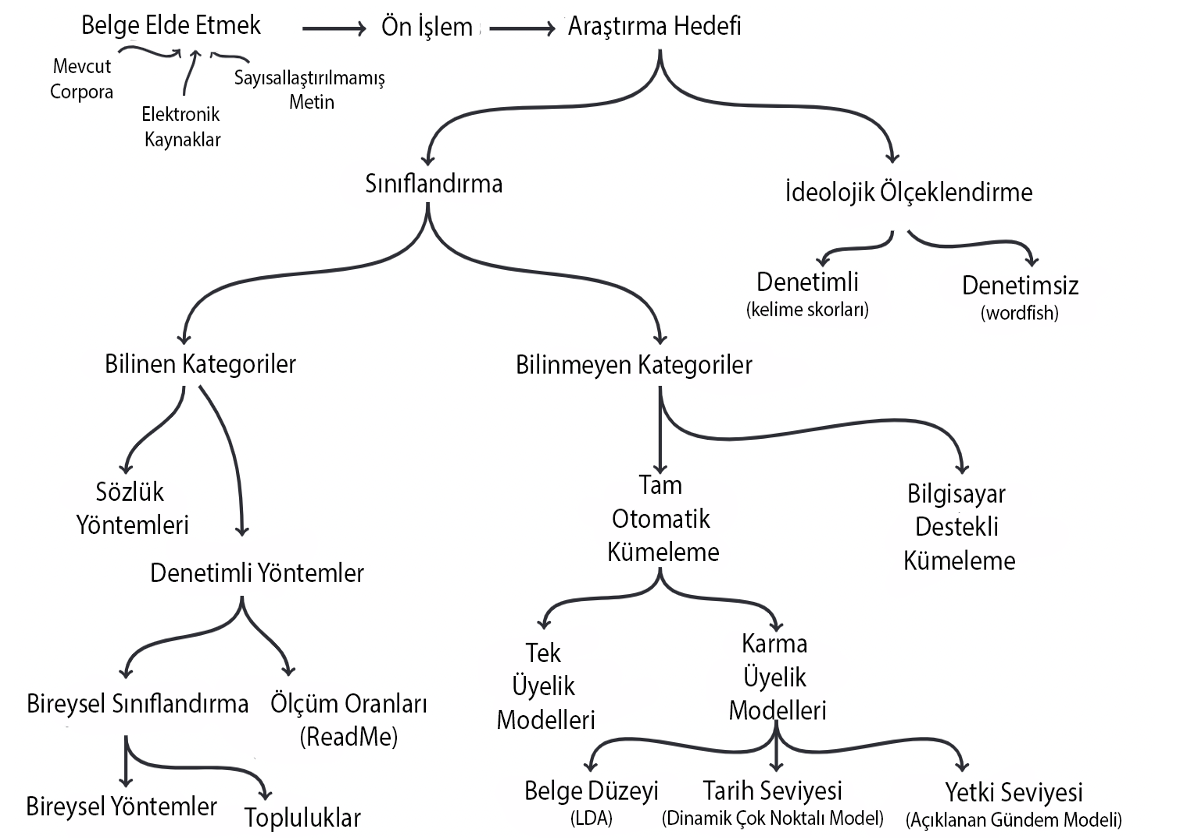 Belge Elde Etmek
Ön İşlem
Araştırma Hedefi
Mevcut
Corpora
Elektronik
Kaynaklar
Sayısallaştırılmamış
Metin
Sınıflandırma
İdeolojik Ölçeklendirme
Denetimli
(kelime skorları)
Denetimsiz
(wordfish)
Bilinen Kategoriler
Bilinmeyen Kategoriler
Sözlük
Yöntemleri
Denetimli Yöntemler
Tam
Otomatik
Kümeleme
Bilgisayar
Destekli
Kümeleme
Bireysel Sınıflandırma
Ölçüm Oranları
(ReadMe)
Tek
Üyelik
Modelleri
Karma
Üyelik
Modelleri
Bireysel Yöntemler
Topluluklar
Belge Düzeyi
(LDA)
Tarih Seviyesi
(Dinamik Çok Noktalı Model)
Yetki Seviyesi
(Açıklanan Gündem Modeli)